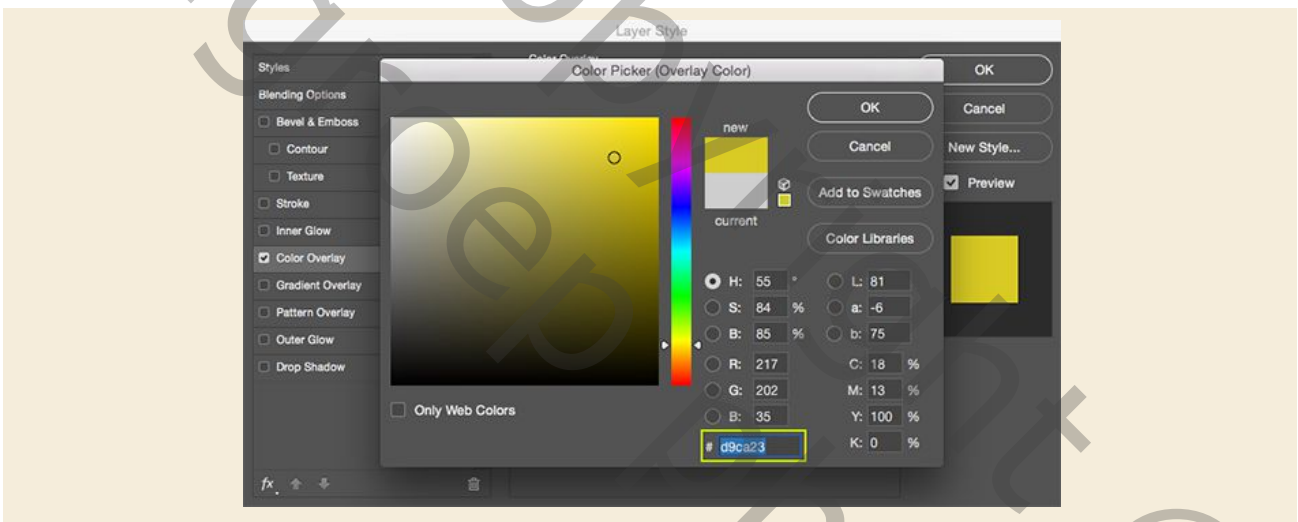 Layer Style
Styles
Blending Options
Bevel & Emboss
Contour
Texture
Stroke
Inner Glow
Color Overlay
Gradient Overlay
Pattern Overlay
Outer Glow
Drop Shadow
fx
Color Overlay
Color Picker (Overlay Color)
new
current
Only Web Colors
OK
Cancel
Add to Swatches
Color Libraries
H: 55 °
S: 84 %
B: 85 %
R: 217
G: 202
B: 35
# d9ca23
L: 81
a: -6
b: 75
C: 18 %
M: 13 %
Y: 100 %
K: 0 %
OK
Cancel
New Style...
Preview